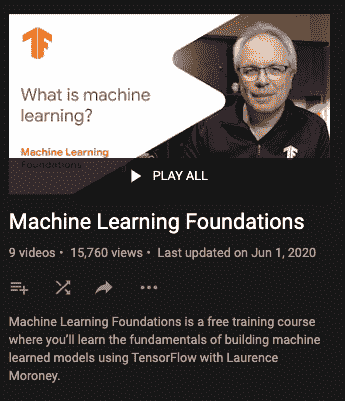 What is machine
learning?
Machine Learning
Foundations
PLAY ALL
Machine Learning Foundations
9 videos • 15,760 views • Last updated on Jun 1, 2020
Machine Learning Foundations is a free training course
where you'll learn the fundamentals of building machine
learned models using TensorFlow with Laurence
Moroney.